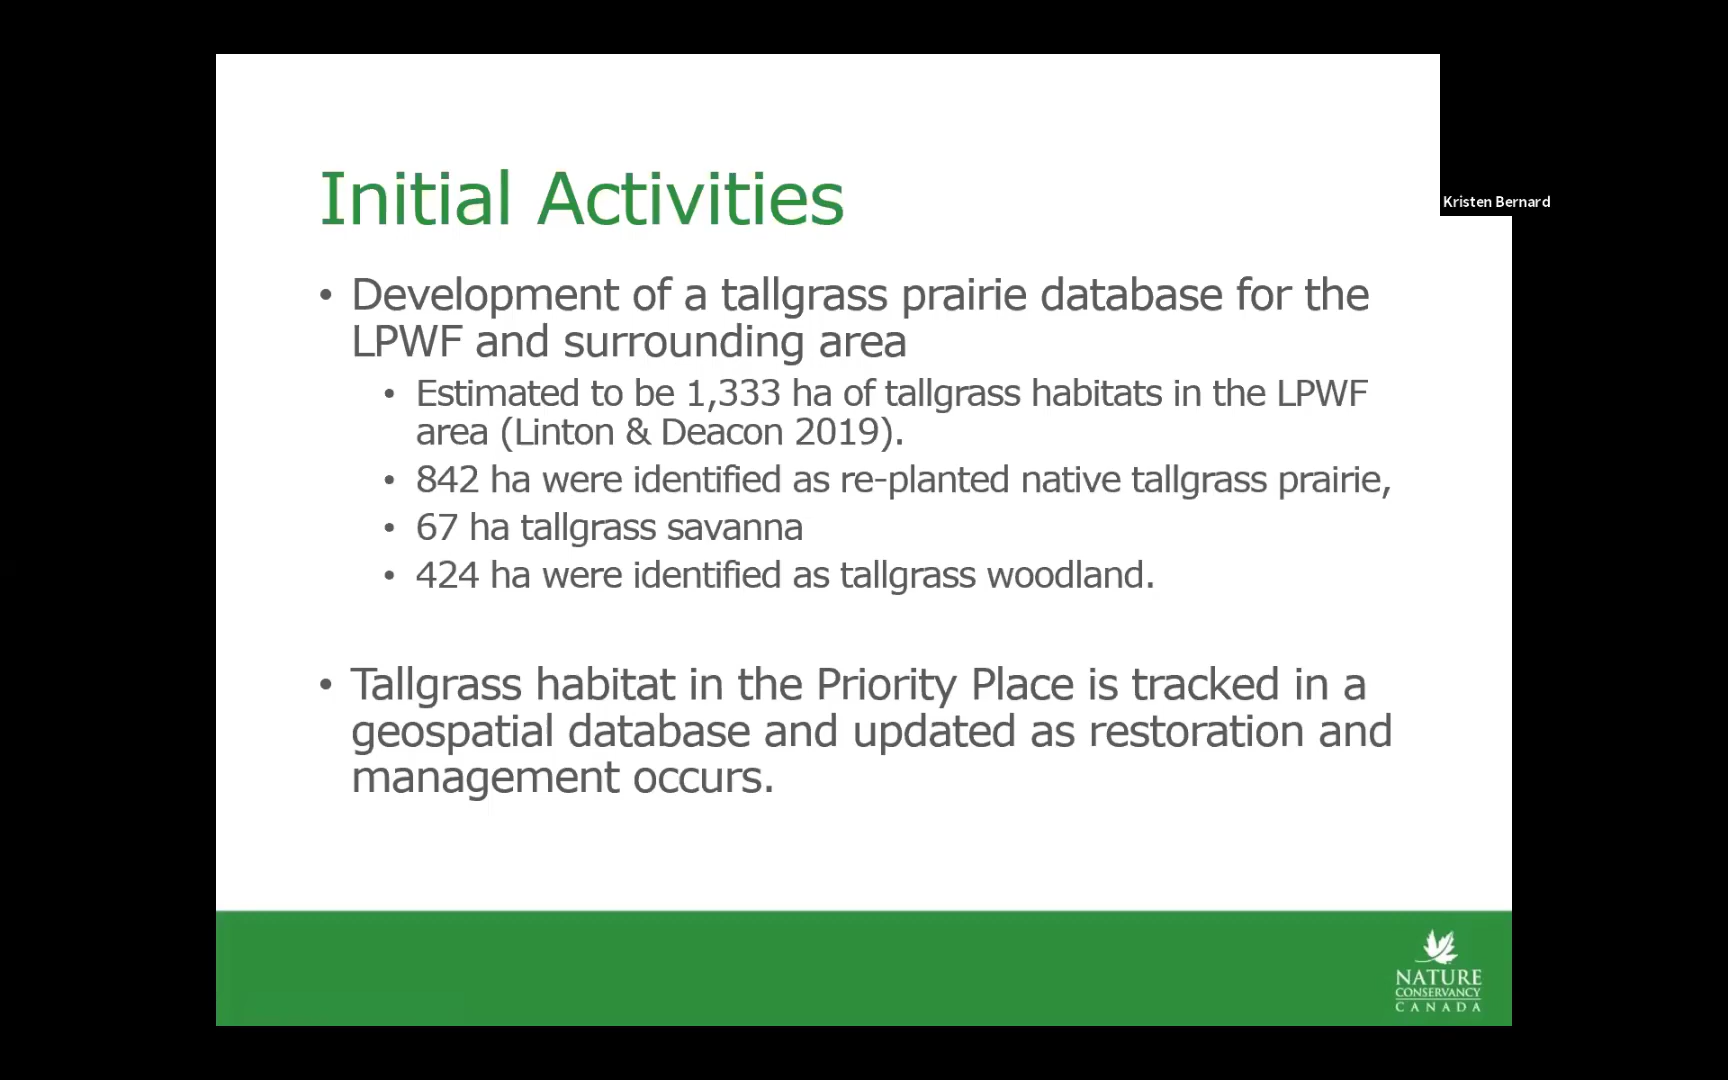 Initial Activities
Kristen Bernard
• Development of a tallgrass prairie database for the
LPWF and surrounding area
• Estimated to be 1,333 ha of tallgrass habitats in the LPWF
area (Linton & Deacon 2019).
• 842 ha were identified as re-planted native tallgrass prairie,
• 67 ha tallgrass savanna
• 424 ha were identified as tallgrass woodland.
• Tallgrass habitat in the Priority Place is tracked in a
geospatial database and updated as restoration and
management occurs.
NATURE
CONSERVANCY
CANADA